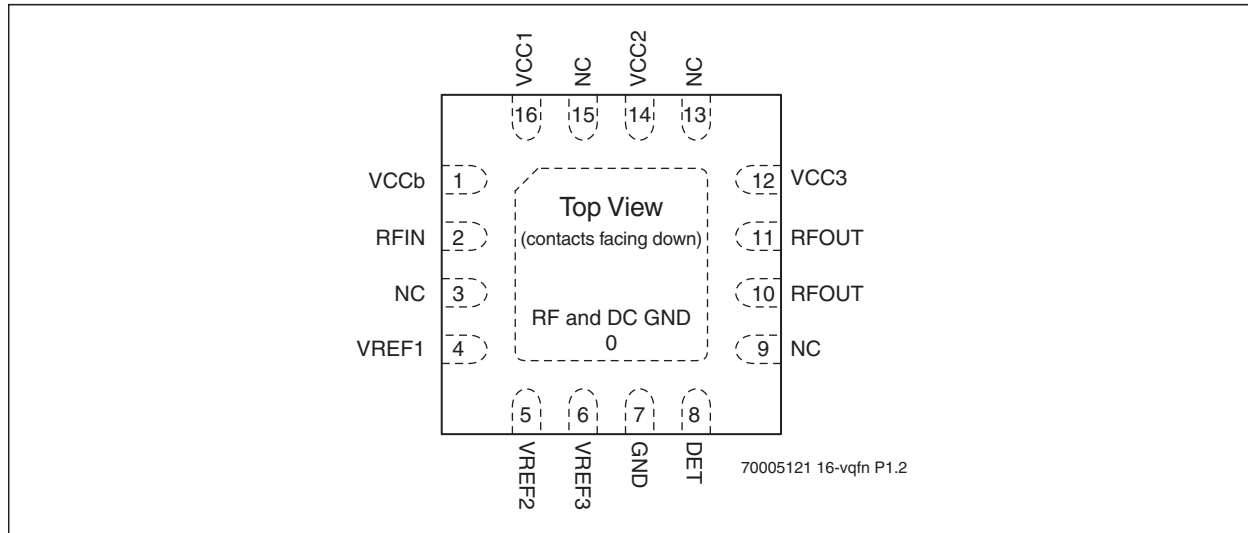 VCC1
NC
VCC2
NC
16
15
14
13
VCCb 1
12 VCC3
RFIN 2
11 RFOUT
NC 3
10 RFOUT
VREF1 4
9 NC
Top View
(contacts facing down)
RF and DC GND
0
5
6
7
8
VREF2
VREF3
GND
DET
70005121 16-vqfn P1.2